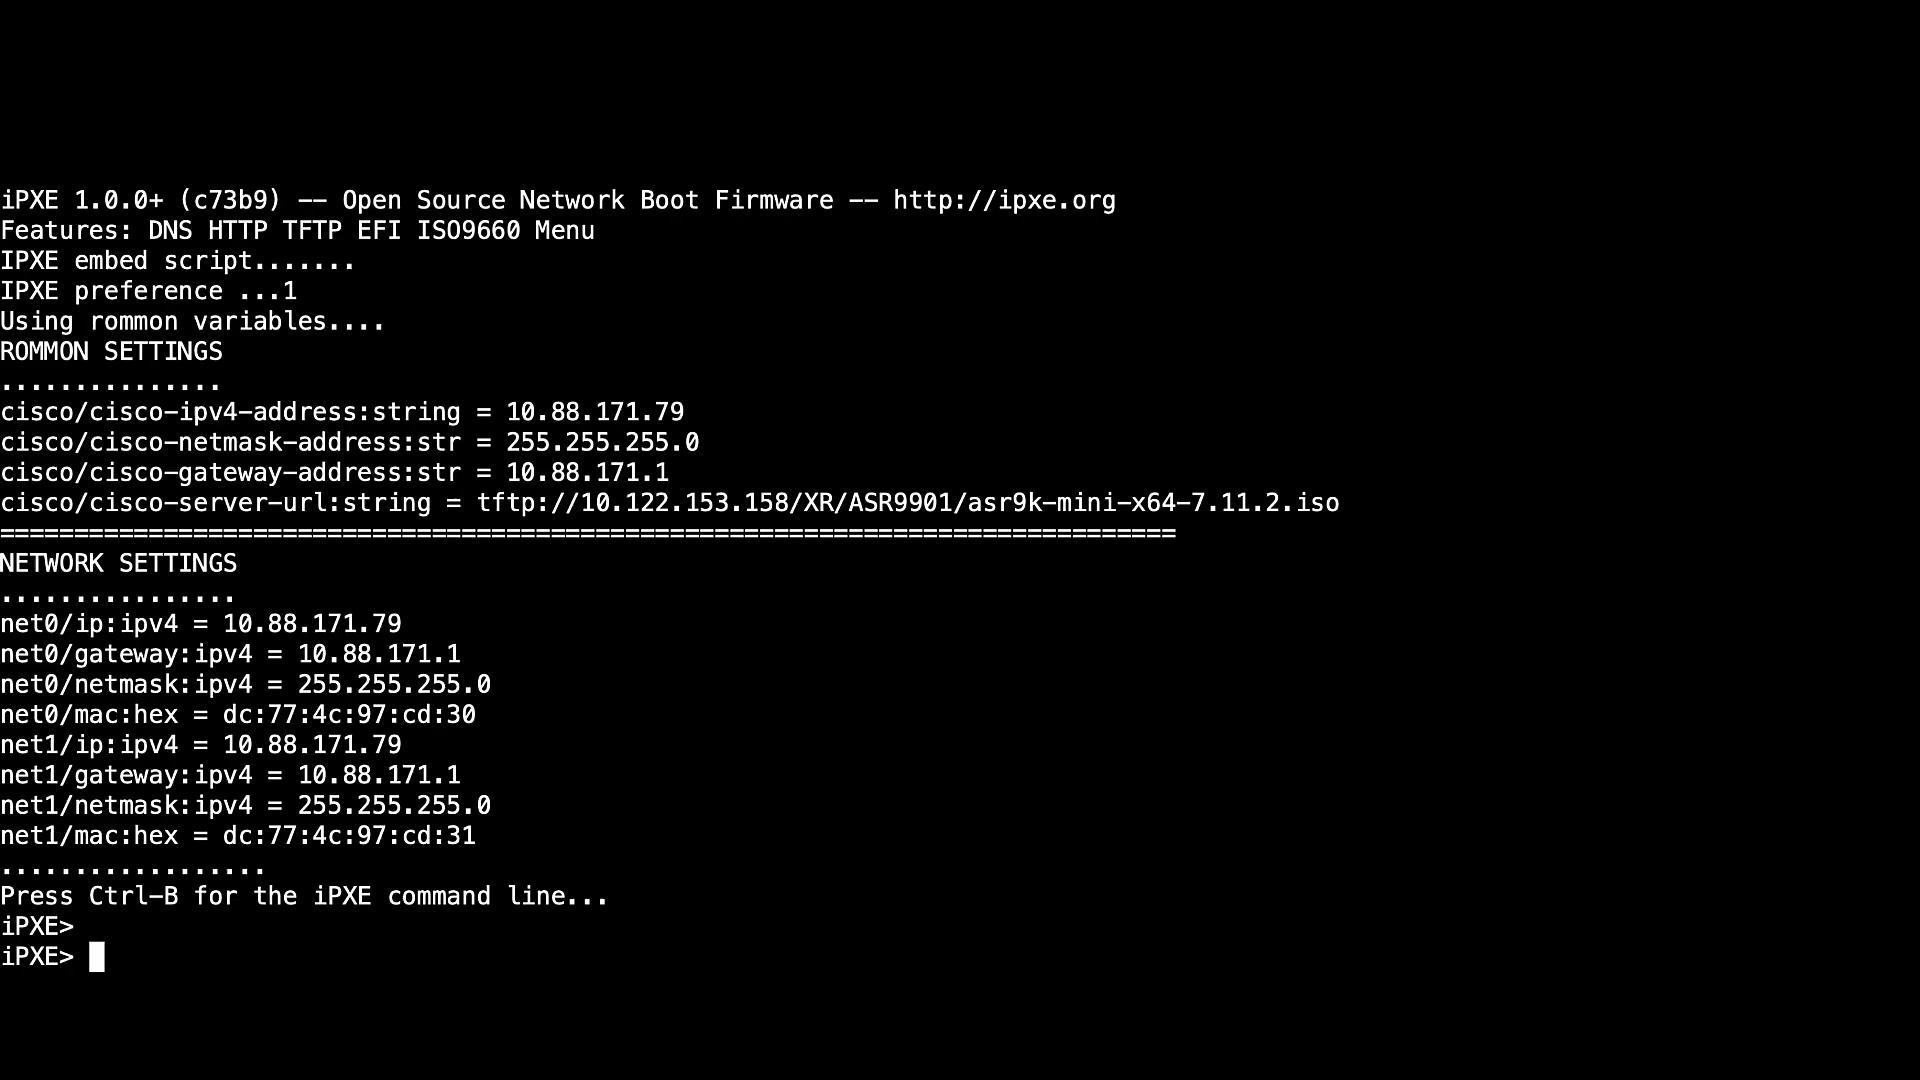 iPXE 1.0.0+ (c73b9) -- Open Source Network Boot Firmware -- http://ipxe.org
Features: DNS HTTP TFTP EFI ISO9660 Menu
IPXE embed script.......
IPXE preference ...1
Using rommon variables....
ROMMON SETTINGS
...............
cisco/cisco-ipv4-address:string = 10.88.171.79
cisco/cisco-netmask-address:str = 255.255.255.0
cisco/cisco-gateway-address:str = 10.88.171.1
cisco/cisco-server-url:string = tftp://10.122.153.158/XR/ASR9901/asr9k-mini-x64-7.11.2.iso
===============================================================================
NETWORK SETTINGS
................
net0/ip:ipv4 = 10.88.171.79
net0/gateway:ipv4 = 10.88.171.1
net0/netmask:ipv4 = 255.255.255.0
net0/mac:hex = dc:77:4c:97:cd:30
net1/ip:ipv4 = 10.88.171.79
net1/gateway:ipv4 = 10.88.171.1
net1/netmask:ipv4 = 255.255.255.0
net1/mac:hex = dc:77:4c:97:cd:31
..................
Press Ctrl-B for the iPXE command line...
iPXE>
iPXE>